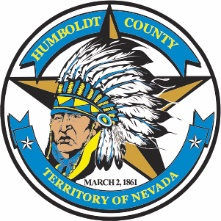 HUMBOLDT COUNTY
MARCH 2, 1861
TERRITORY OF NEVADA